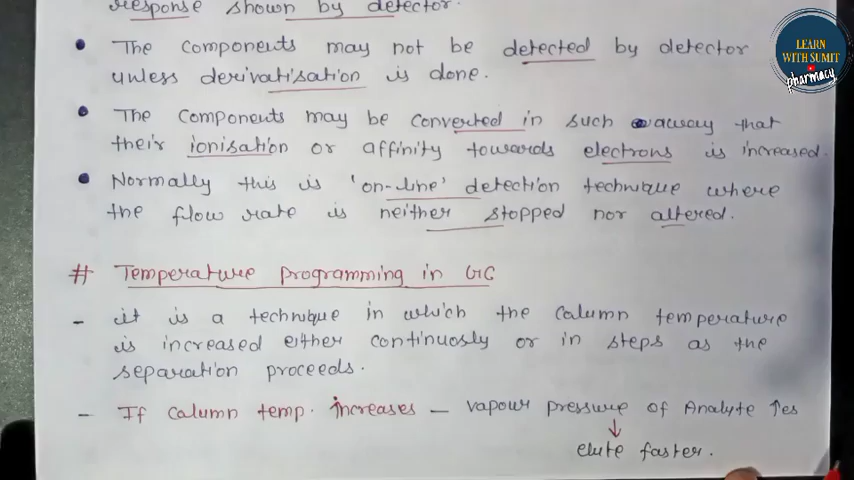 response shown by detector.
• The components may not be detected by detector
unless derivatisation is done.
• The components may be converted in such away that
their ionisation or affinity towards electrons is increased.
• Normally this is 'on-line' detection technique where
the flow rate is neither stopped nor altered.
# Temperature programming in GC
- it is a technique in which the column temperature
is increased either continuosly or in steps as the
separation proceeds.
- If column temp. increases — vapour pressure of Analyte ↑es
↓
elute faster.
LEARN
WITH SUMIT
pharmacy